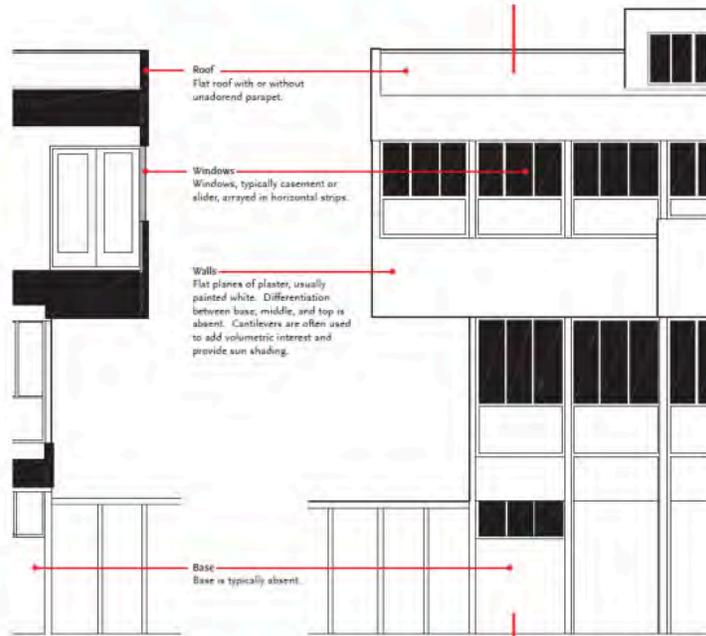 Roof
Flat roof with or without
unadorend parapet.
Windows
Windows, typically casement or
slider, arrayed in horizontal strips.
Walls
Flat planes of plaster, usually
painted white. Differentiation
between base, middle, and top is
absent. Cantilevers are often used
to add volumetric interest and
provide sun shading.
Base
Base is typically absent.